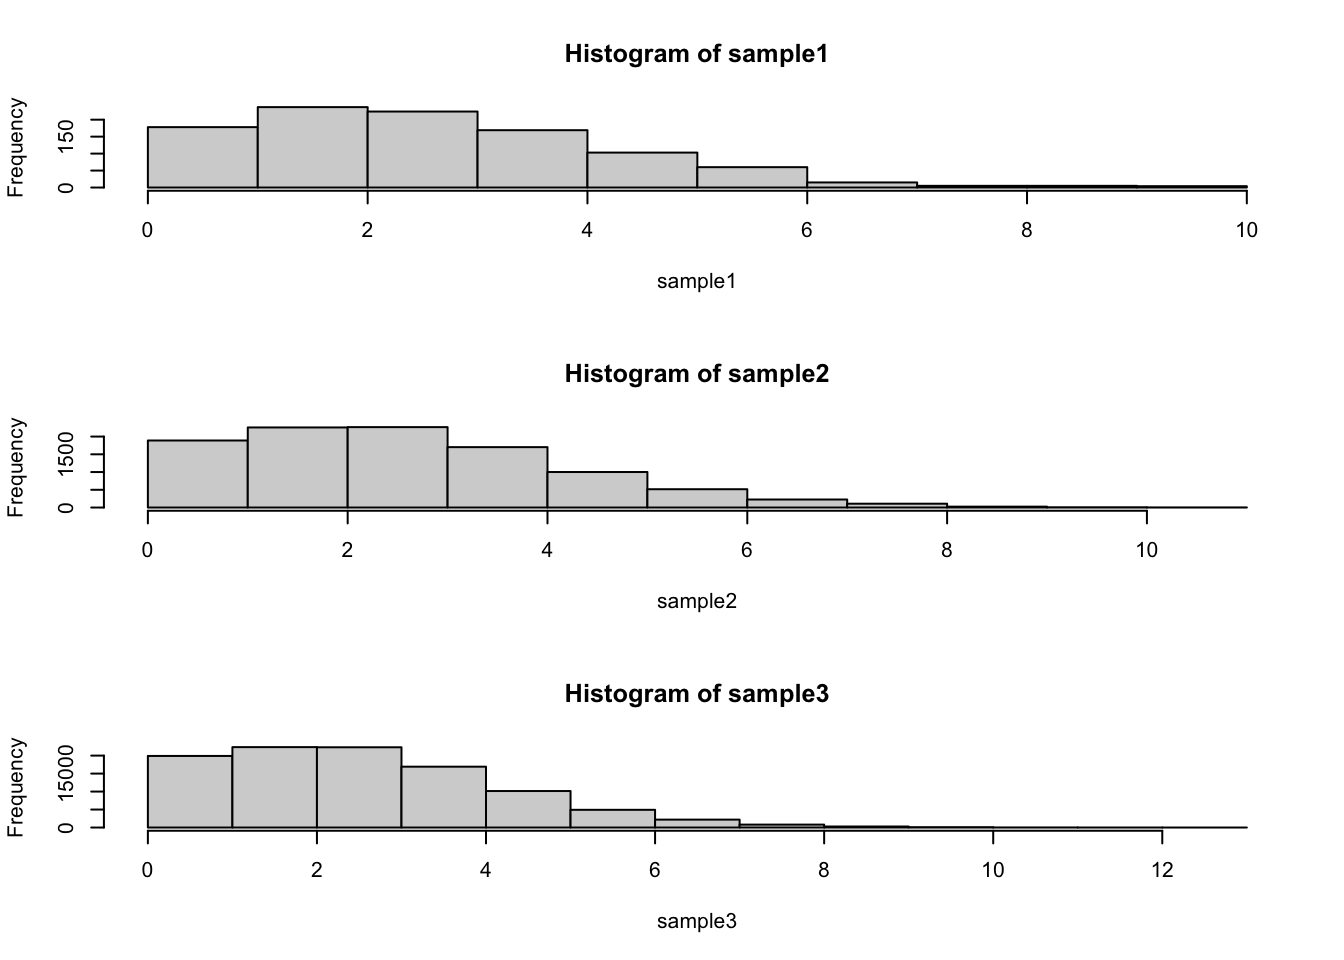 Histogram of sample1
Frequency
150
0
0 2 4 6 8 10
sample1
Histogram of sample2
Frequency
1500
0
0 2 4 6 8 10
sample2
Histogram of sample3
Frequency
15000
0
0 2 4 6 8 10 12
sample3